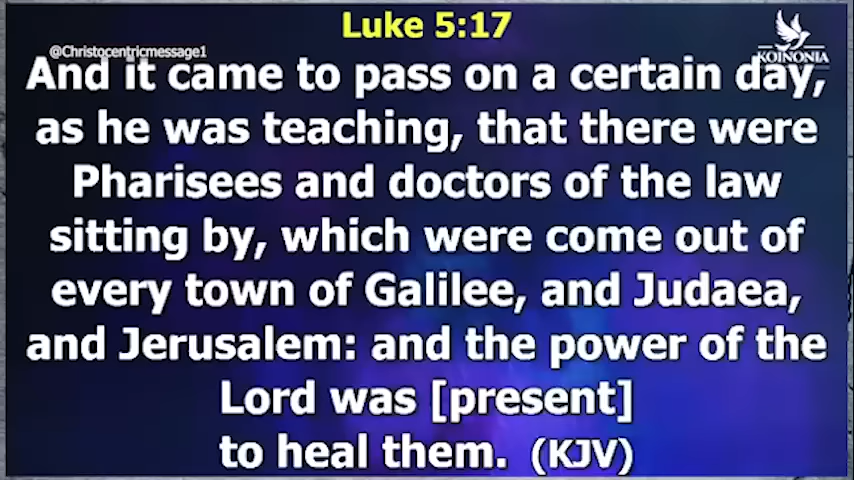 Luke 5:17
@Christocentricmessage1
KOINONIA
And it came to pass on a certain day,
as he was teaching, that there were
Pharisees and doctors of the law
sitting by, which were come out of
every town of Galilee, and Judaea,
and Jerusalem: and the power of the
Lord was [present]
to heal them. (KJV)